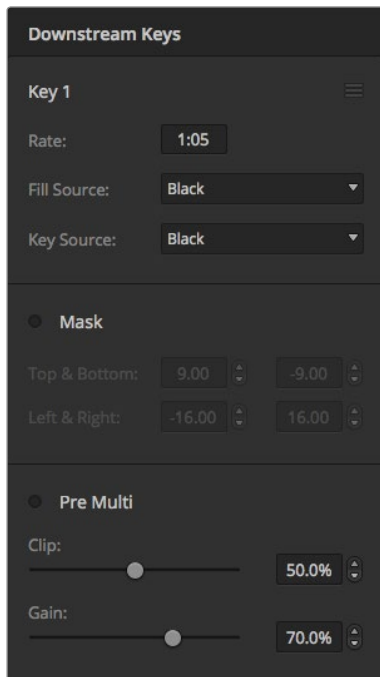 Downstream Keys
Key 1
Rate: 1:05
Fill Source: Black
Key Source: Black
Mask
Top & Bottom: 9.00 -9.00
Left & Right: -16.00 16.00
Pre Multi
Clip:
50.0%
Gain:
70.0%